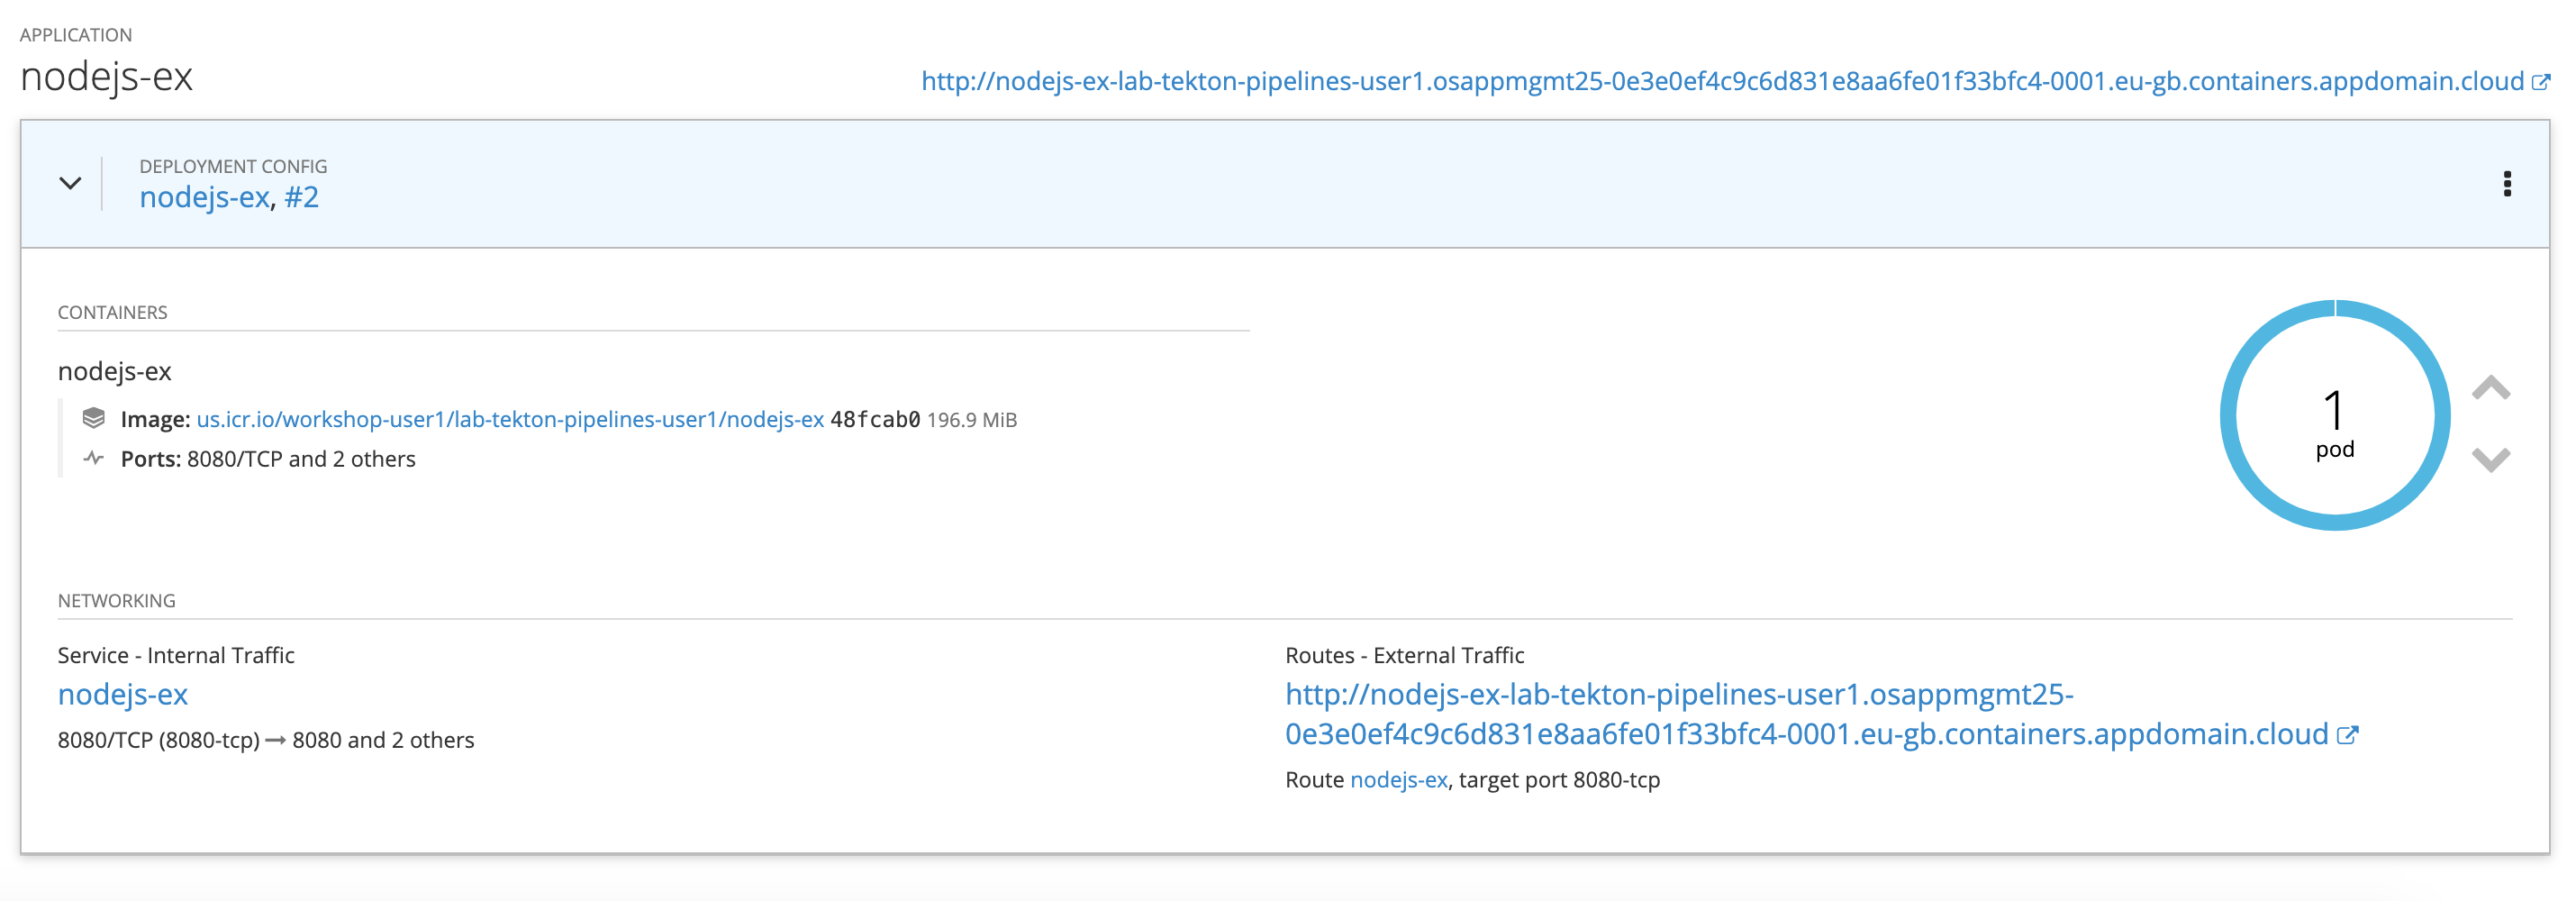 APPLICATION
nodejs-ex
http://nodejs-ex-lab-tekton-pipelines-user1.osappmgmt25-0e3e0ef4c9c6d831e8aa6fe01f33bfc4-0001.eu-gb.containers.appdomain.cloud
DEPLOYMENT CONFIG
nodejs-ex, #2
CONTAINERS
nodejs-ex
Image: us.icr.io/workshop-user1/lab-tekton-pipelines-user1/nodejs-ex 48fcab0 196.9 MiB
Ports: 8080/TCP and 2 others
1
pod
NETWORKING
Service - Internal Traffic
nodejs-ex
8080/TCP (8080-tcp) → 8080 and 2 others
Routes - External Traffic
http://nodejs-ex-lab-tekton-pipelines-user1.osappmgmt25-
0e3e0ef4c9c6d831e8aa6fe01f33bfc4-0001.eu-gb.containers.appdomain.cloud
Route nodejs-ex, target port 8080-tcp